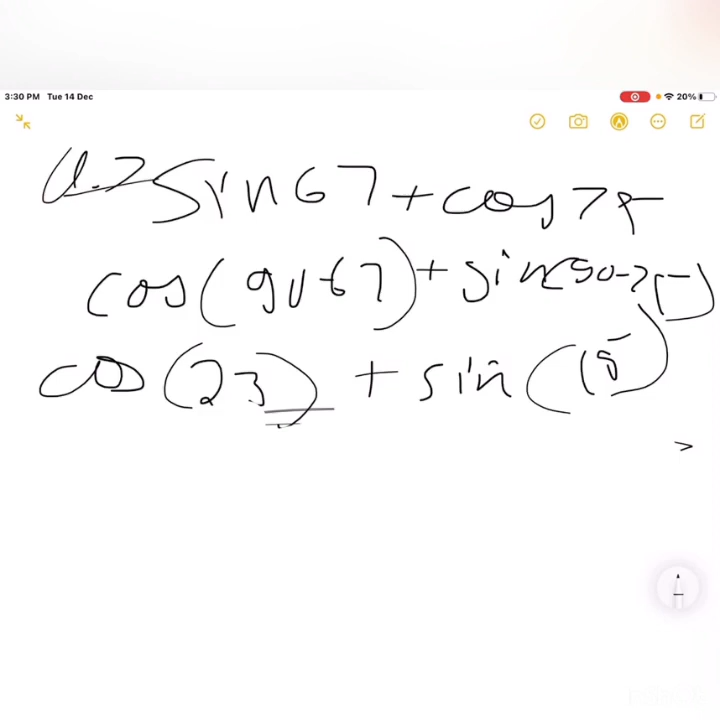 3:30 PM Tue 14 Dec
20%
Q.7 sin 67 + cos 75
cos(90-67) + sin(90-75)
cos(23) + sin(15)